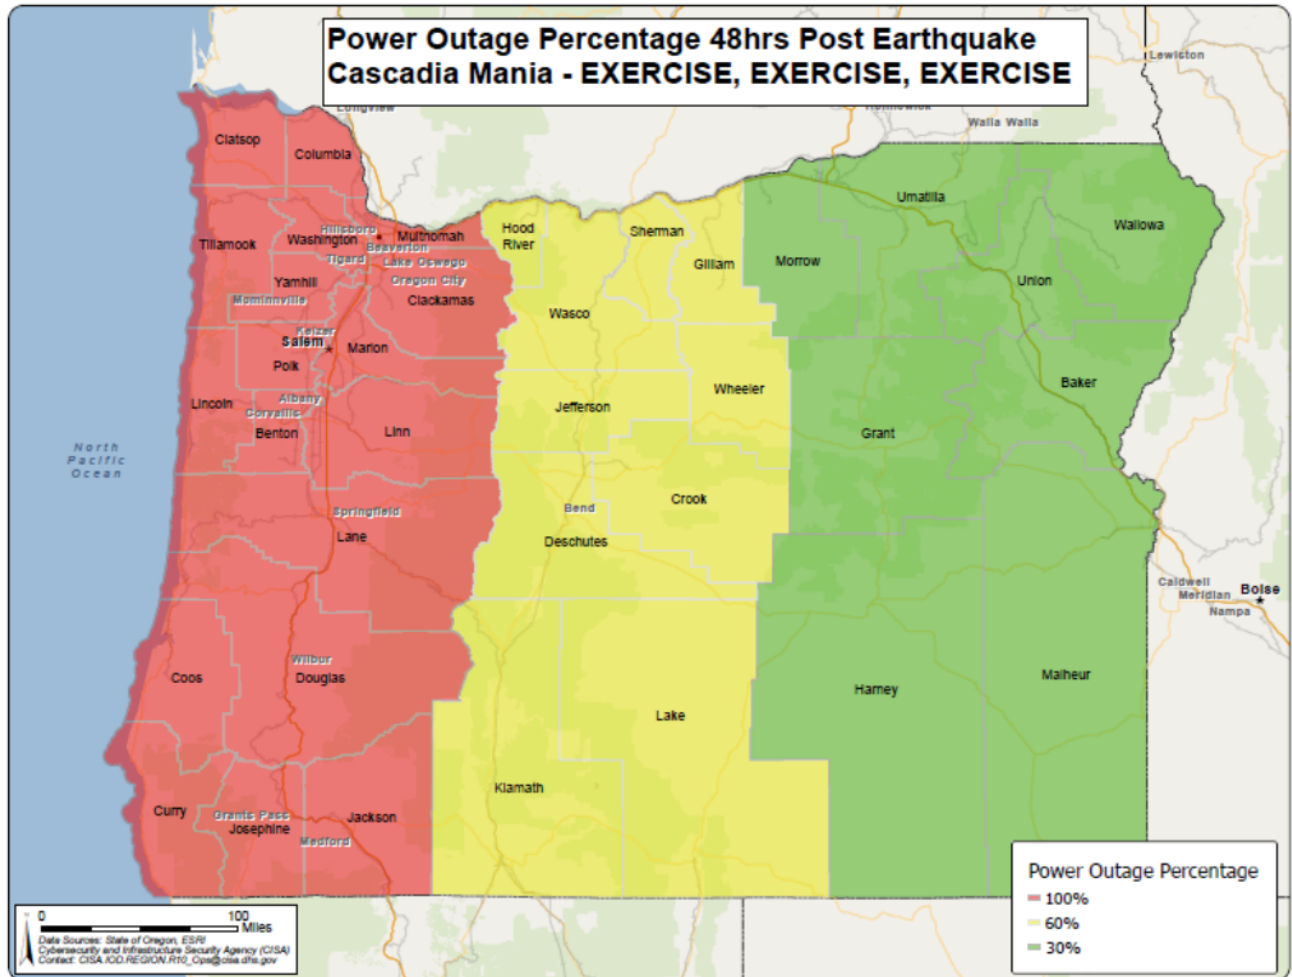 Power Outage Percentage 48hrs Post Earthquake
Cascadia Mania - EXERCISE, EXERCISE, EXERCISE
Lewiston
Longview
Walla Walla
Clatsop
Columbia
Umatilla
Wallowa
Hood
River
Sherman
Hillsboro
Washington
Multnomah
Tillamook
Beaverton
Tigard
Lake Oswego
Gilliam
Morrow
Oregon City
Yamhill
Union
Clackamas
Wasco
Keizer
Salem
Marion
Polk
Baker
Wheeler
Albany
Lincoln
Jefferson
Corvallis
Benton
Linn
Grant
North
Pacific
Ocean
Crook
Springfield
Bend
Lane
Deschutes
Caldwell
Meridian
Boise
Nampa
Wilbur
Coos
Douglas
Malheur
Harney
Lake
Klamath
Curry
Grants Pass
Josephine
Jackson
Medford
Power Outage Percentage
100%
60%
30%
0 100
Miles
Data Sources: State of Oregon, ESRI
Cybersecurity and Infrastructure Security Agency (CISA)
Contact: CISA.IOD.REGION.R10_Ops@cisa.dhs.gov